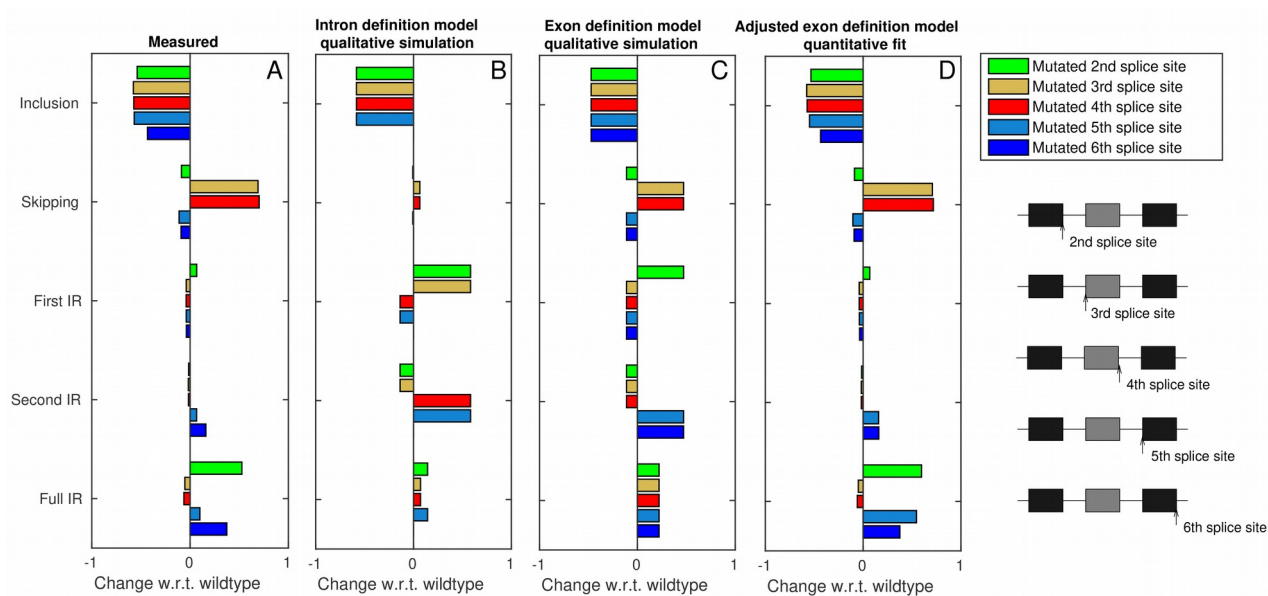 Measured
Intron definition model
qualitative simulation
Exon definition model
qualitative simulation
Adjusted exon definition model
quantitative fit
A
B
C
D
Inclusion
Skipping
First IR
Second IR
Full IR
-1 0 1
-1 0 1
-1 0 1
-1 0 1
Change w.r.t. wildtype
Change w.r.t. wildtype
Change w.r.t. wildtype
Change w.r.t. wildtype
Mutated 2nd splice site
Mutated 3rd splice site
Mutated 4th splice site
Mutated 5th splice site
Mutated 6th splice site
2nd splice site
3rd splice site
4th splice site
5th splice site
6th splice site